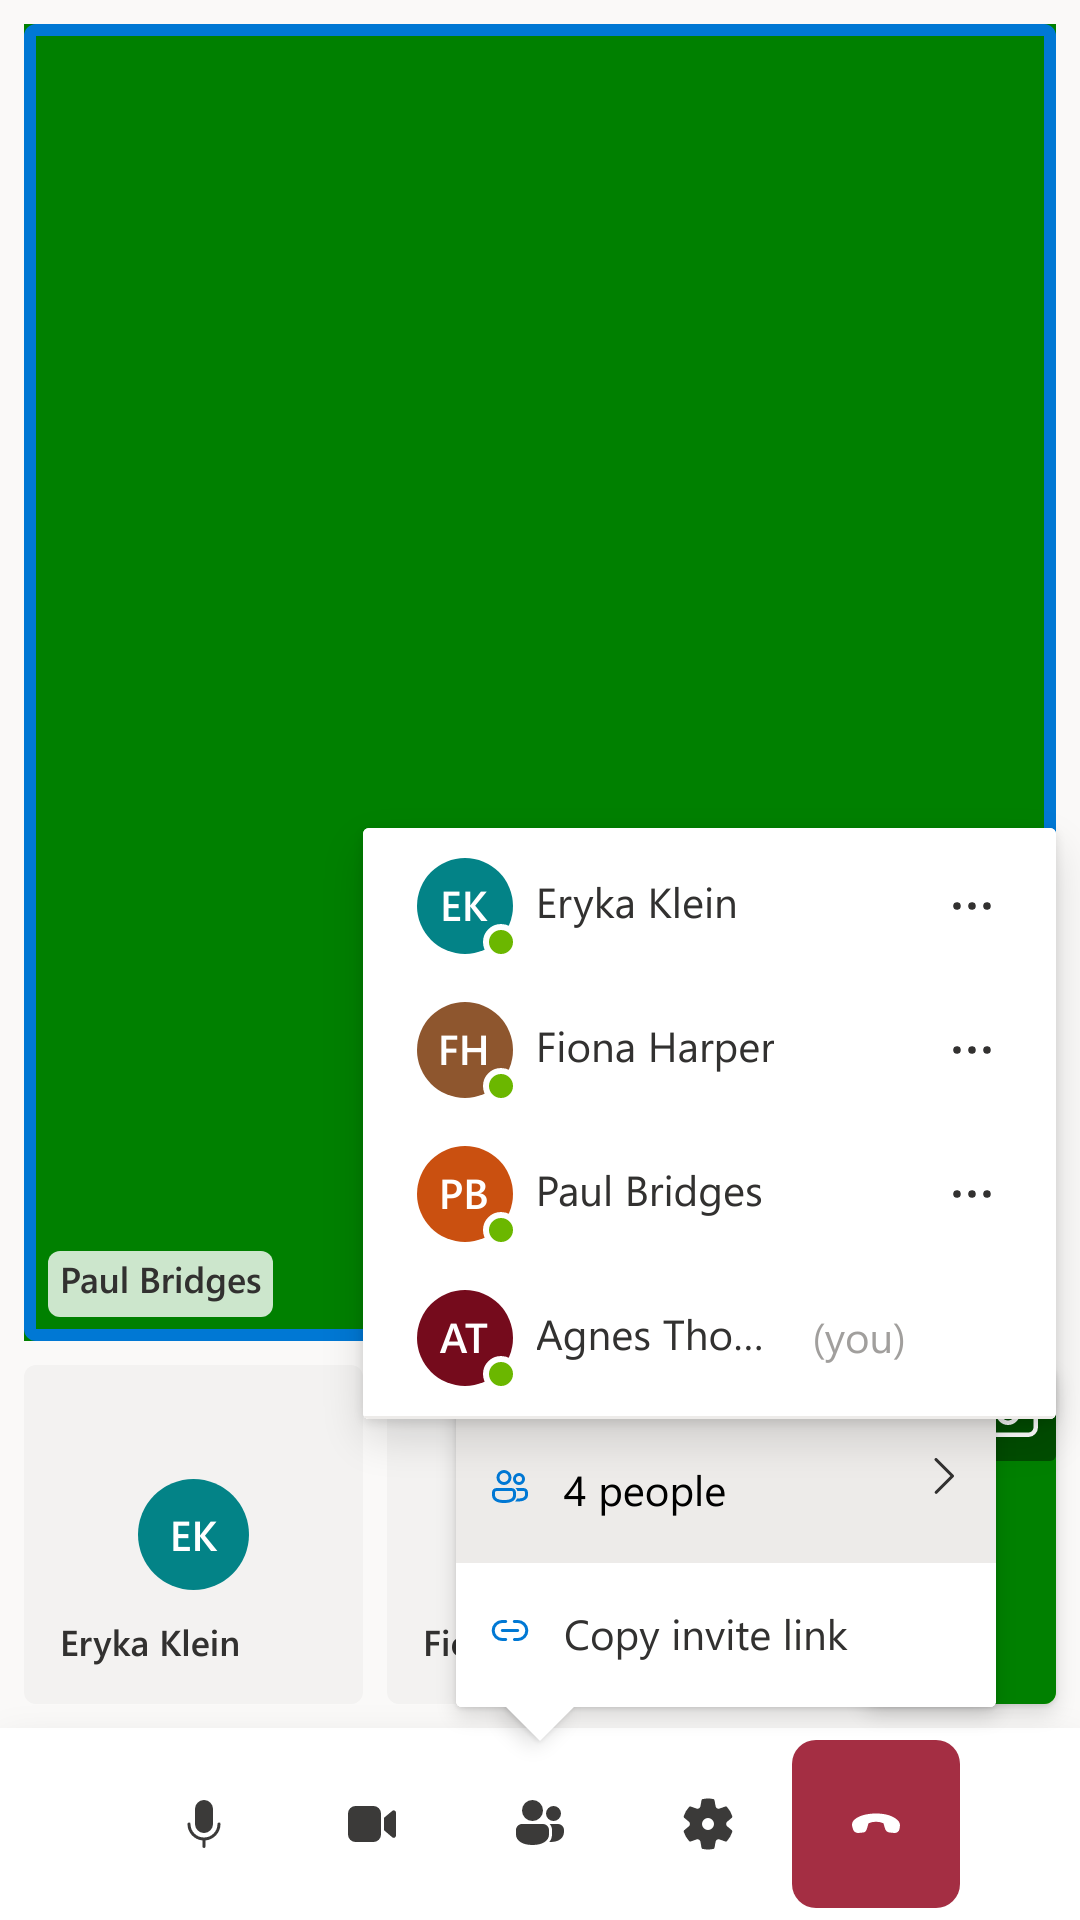 EK Eryka Klein
FH Fiona Harper
PB Paul Bridges
AT Agnes Tho... (you)
Paul Bridges
4 people
EK
Eryka Klein
Copy invite link